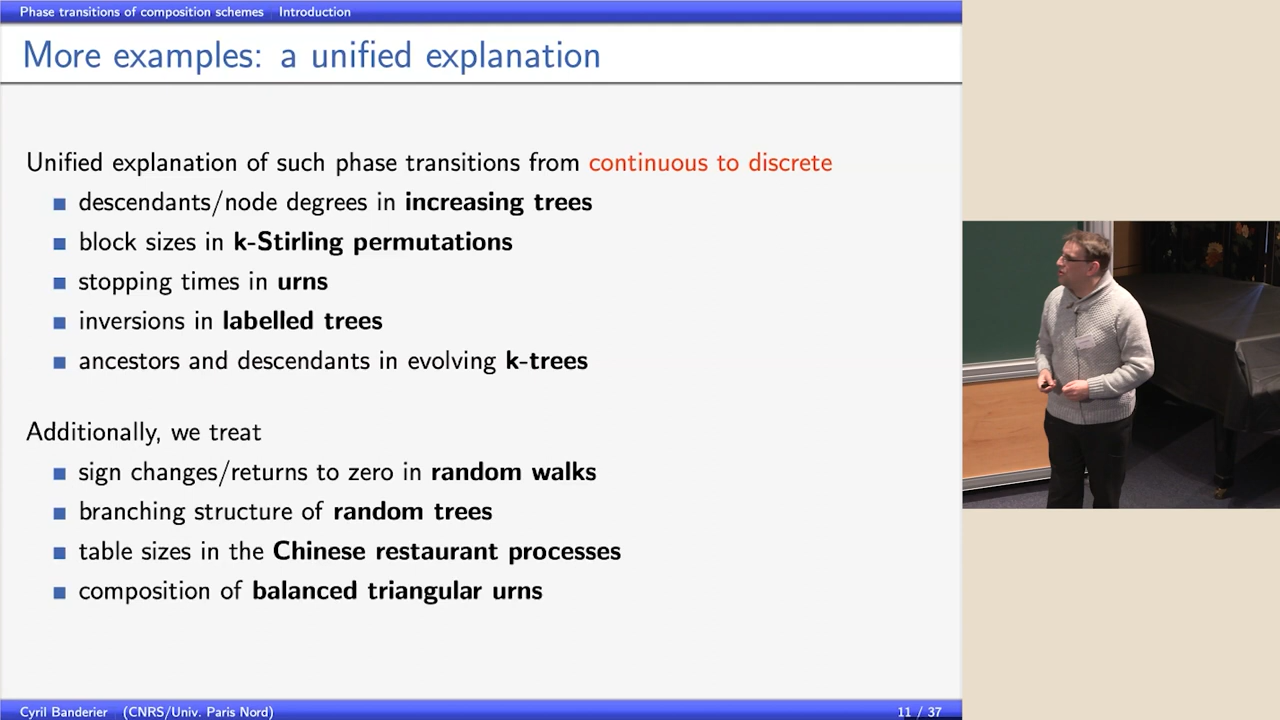 Phase transitions of composition schemes Introduction
More examples: a unified explanation
Unified explanation of such phase transitions from continuous to discrete
descendants/node degrees in increasing trees
block sizes in k-Stirling permutations
stopping times in urns
inversions in labelled trees
ancestors and descendants in evolving k-trees
Additionally, we treat
sign changes/returns to zero in random walks
branching structure of random trees
table sizes in the Chinese restaurant processes
composition of balanced triangular urns
Cyril Banderier (CNRS/Univ. Paris Nord) 11 / 37